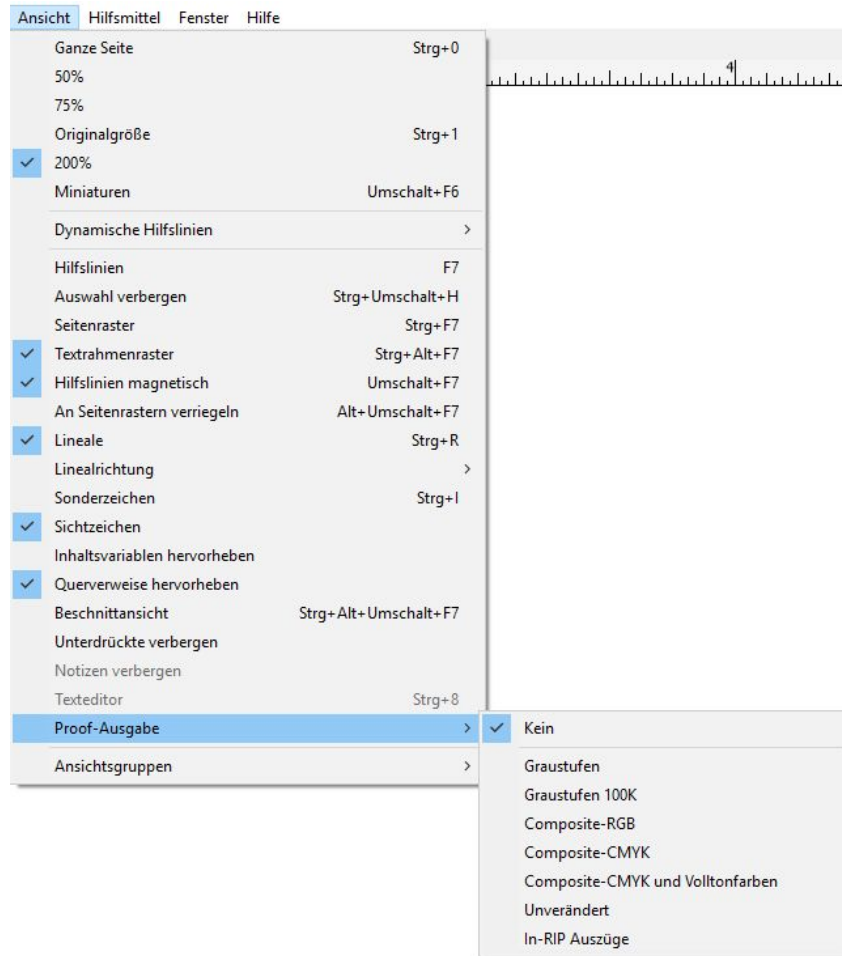 Ansicht Hilfsmittel Fenster Hilfe
Ganze Seite Strg+0
50%
4
75%
Originalgröße Strg+1
200%
Miniaturen Umschalt+F6
Dynamische Hilfslinien
Hilfslinien F7
Auswahl verbergen Strg+Umschalt+H
Seitenraster Strg+F7
Textrahmenraster Strg+Alt+F7
Hilfslinien magnetisch Umschalt+F7
An Seitenrastern verriegeln Alt+Umschalt+F7
Lineale Strg+R
Linealrichtung
Sonderzeichen Strg+I
Sichtzeichen
Inhaltsvariablen hervorheben
Querverweise hervorheben
Beschnittansicht Strg+Alt+Umschalt+F7
Unterdrückte verbergen
Notizen verbergen
Texteditor Strg+8
Proof-Ausgabe
Ansichtsgruppen
Kein
Graustufen
Graustufen 100K
Composite-RGB
Composite-CMYK
Composite-CMYK und Volltonfarben
Unverändert
In-RIP Auszüge